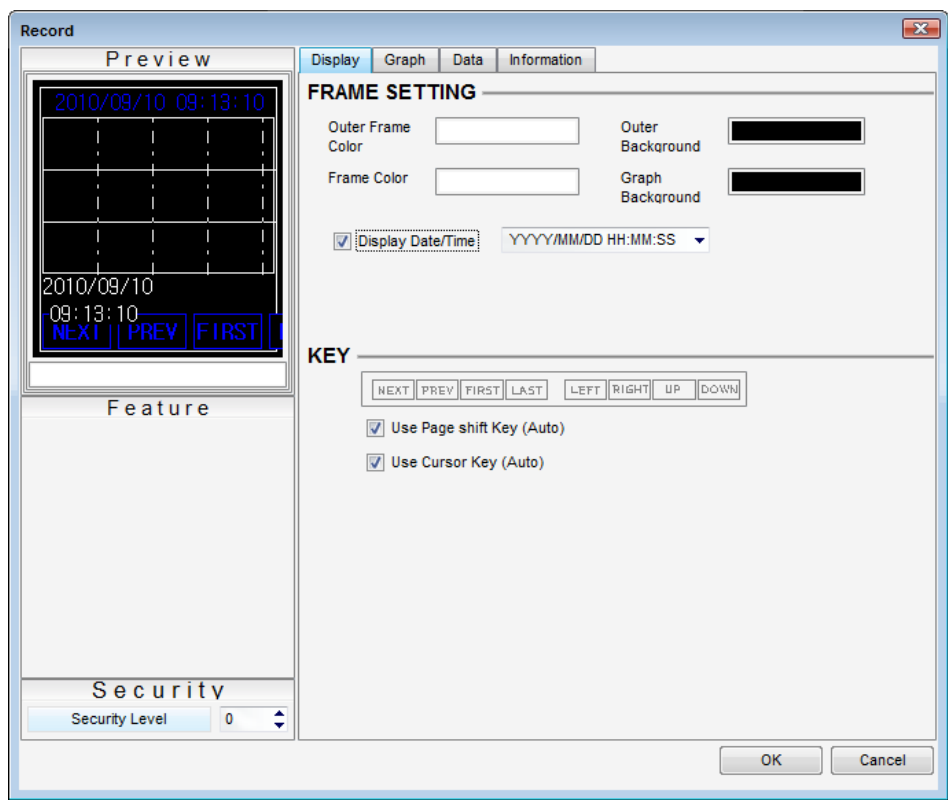 Record
Preview
2010/09/10 09:13:10
2010/09/10
09:13:10
NEXT PREV FIRST
Feature
Security
Security Level 0
Display Graph Data Information
FRAME SETTING
Outer Frame
Color
Outer
Background
Frame Color
Graph
Background
Display Date/Time YYYY/MM/DD HH:MM:SS
KEY
NEXT PREV FIRST LAST LEFT RIGHT UP DOWN
Use Page shift Key (Auto)
Use Cursor Key (Auto)
OK Cancel